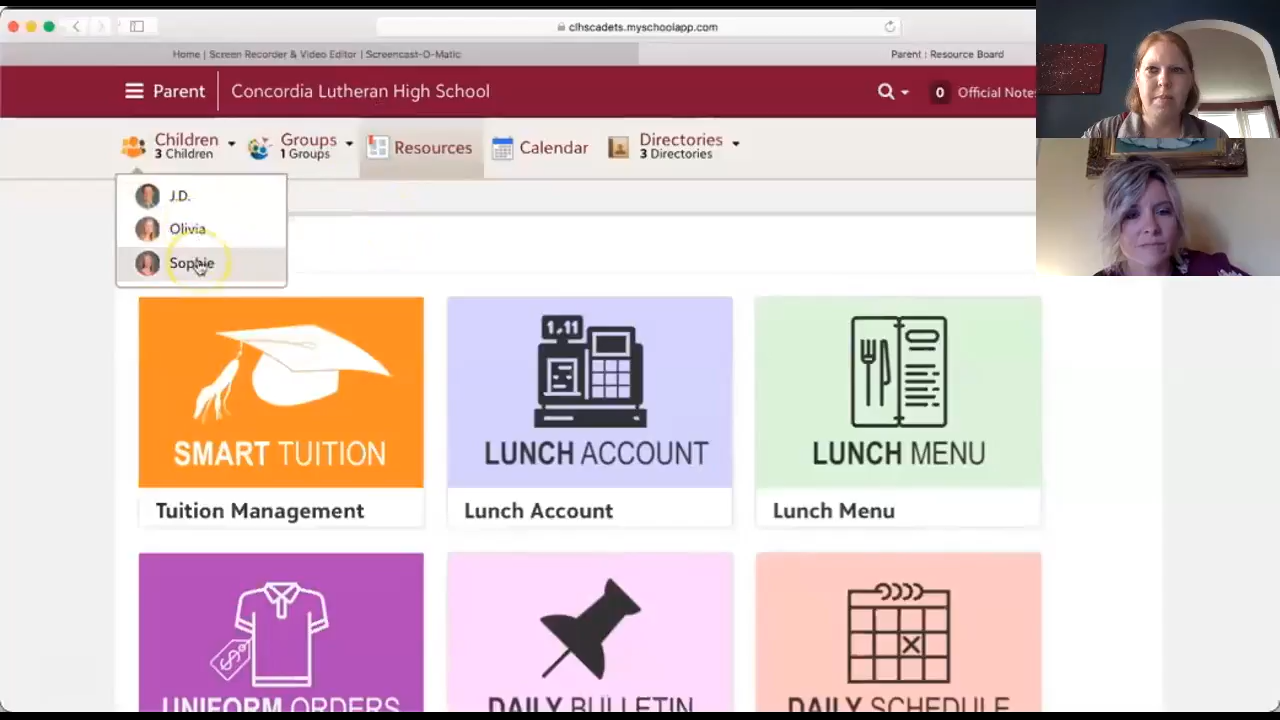 clhscadets.myschoolapp.com
Home | Screen Recorder & Video Editor | Screencast-O-Matic
Parent : Resource Board
Parent
Concordia Lutheran High School
0
Official Note
Children
3 Children
Groups
1 Groups
Resources
Calendar
Directories
3 Directories
J.D.
Olivia
Sophie
SMART TUITION
Tuition Management
1.11
LUNCH ACCOUNT
Lunch Account
LUNCH MENU
Lunch Menu
UNIFORM ORDERS
DAILY BULLETIN
DAILY SCHEDULE